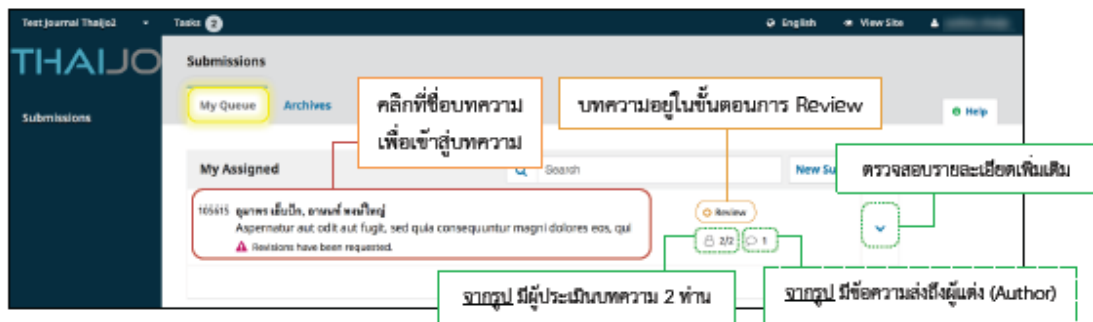 Test Journal Thaijo2
Tasks 2
English
View Site
THAIJO
Submissions
Submissions
My Queue
Archives
Help
คลิกที่ชื่อบทความ
เพื่อเข้าสู่บทความ
บทความอยู่ในขั้นตอนการ Review
My Assigned
Search
New Su
ตรวจสอบรายละเอียดเพิ่มเติม
105615
Aspernatur aut odit aut fugit, sed quia consequuntur magni dolores eos, qui
Revisions have been requested.
Review
2/2
1
จากรูป มีผู้ประเมินบทความ 2 ท่าน
จากรูป มีข้อความส่งถึงผู้แต่ง (Author)